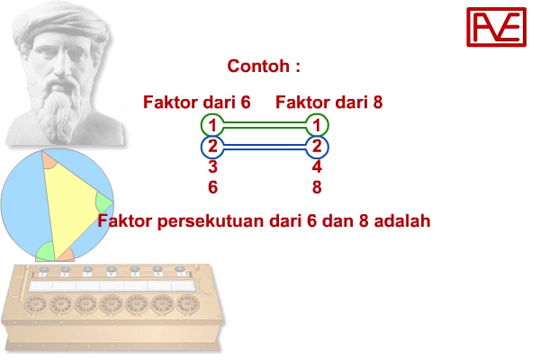 AVE
Contoh :
Faktor dari 6 Faktor dari 8
1 1
2 2
3 4
6 8
Faktor persekutuan dari 6 dan 8 adalah